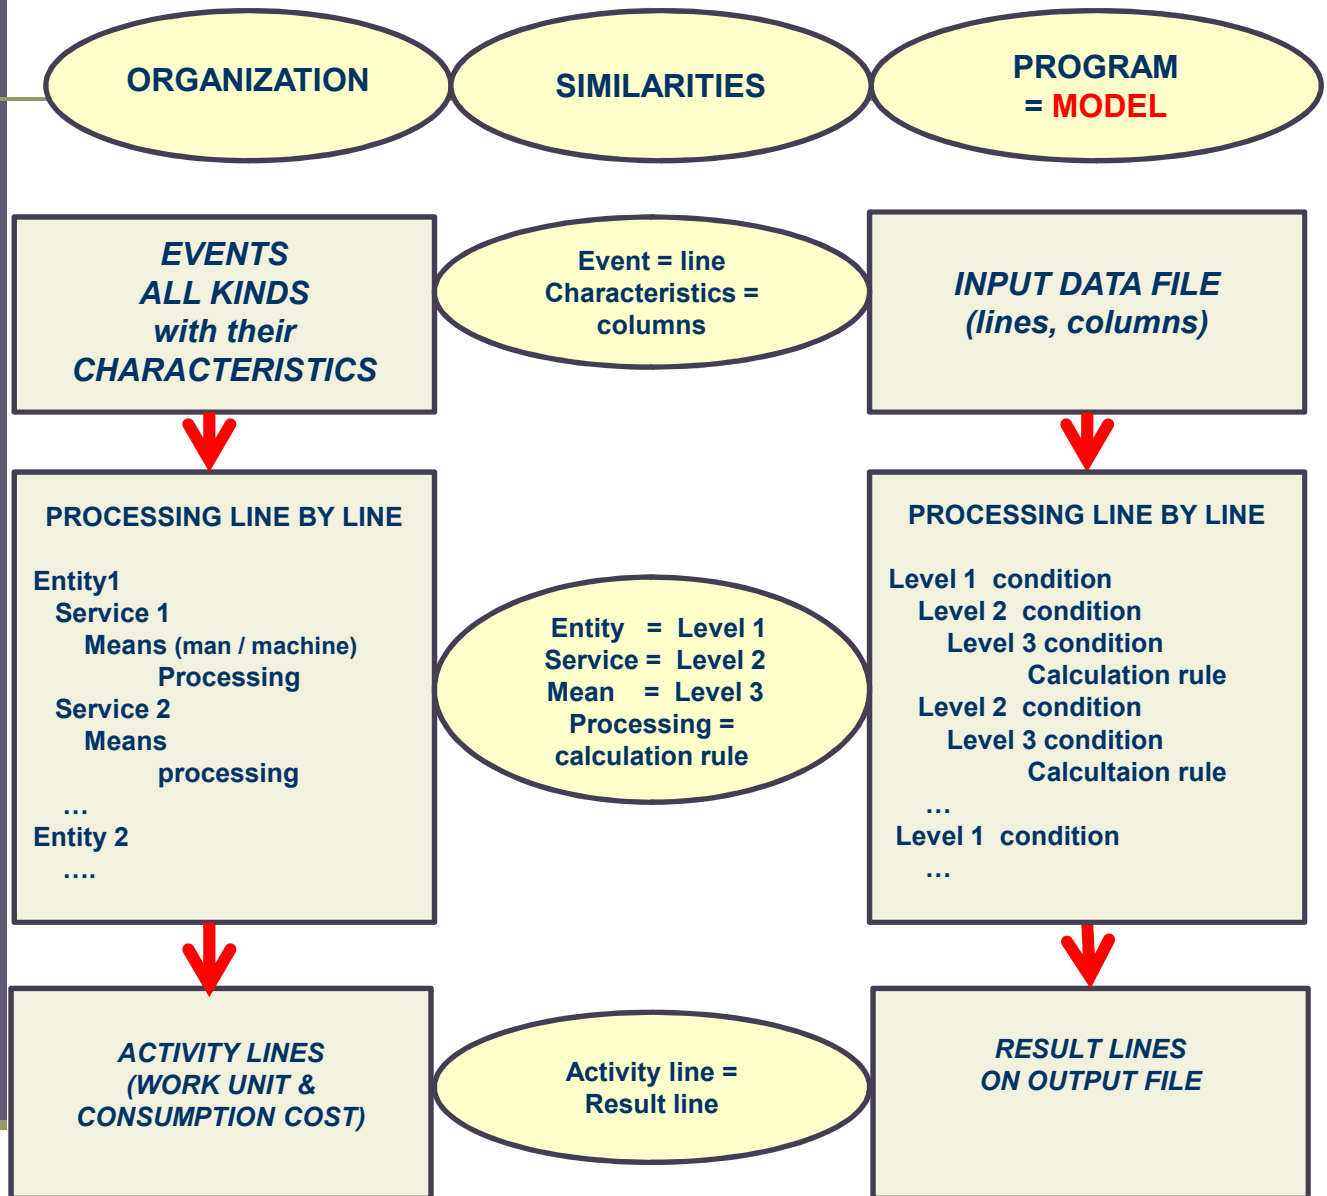 ORGANIZATION
SIMILARITIES
PROGRAM
= MODEL
EVENTS
ALL KINDS
with their
CHARACTERISTICS
Event = line
Characteristics =
columns
INPUT DATA FILE
(lines, columns)
PROCESSING LINE BY LINE
Entity1
Service 1
Means (man / machine)
Processing
Service 2
Means
processing
…
Entity 2
….
Entity = Level 1
Service = Level 2
Mean = Level 3
Processing =
calculation rule
PROCESSING LINE BY LINE
Level 1 condition
Level 2 condition
Level 3 condition
Calculation rule
Level 2 condition
Level 3 condition
Calcultaion rule
…
Level 1 condition
…
ACTIVITY LINES
(WORK UNIT &
CONSUMPTION COST)
Activity line =
Result line
RESULT LINES
ON OUTPUT FILE